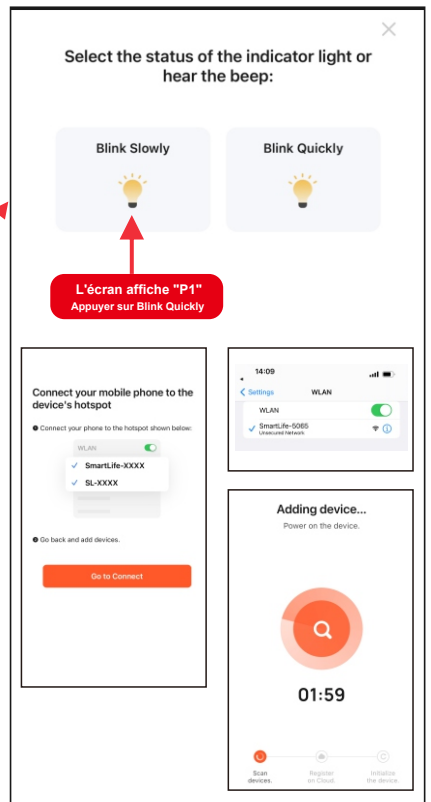 Select the status of the indicator light or
hear the beep:
Blink Slowly
Blink Quickly
L'écran affiche "P1"
Appuyer sur Blink Quickly
Connect your mobile phone to the
device's hotspot
❶ Connect your phone to the hotspot shown below:
WLAN
SmartLife-XXXX
SL-XXXX
❷ Go back and add devices.
Go to Connect
14:09
Settings
WLAN
WLAN
SmartLife-5065
Unsecured Network
Adding device...
Power on the device.
01:59
Scan
devices.
Register
on Cloud.
Initialize
the device.